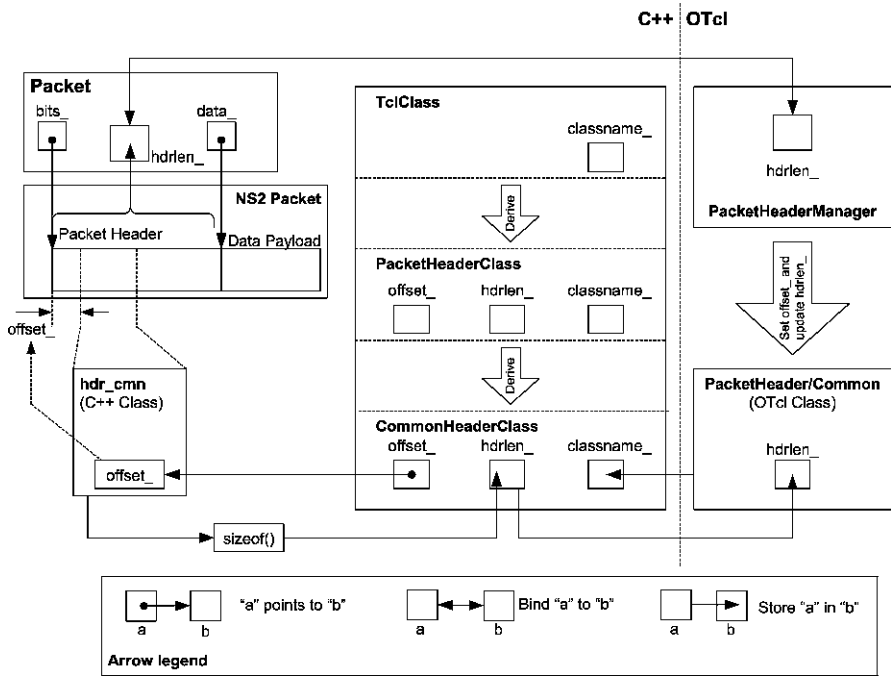 C++ OTcl
Packet
bits_
data_
hdrlen_
NS2 Packet
Packet Header
Data Payload
offset_
hdr_cmn
(C++ Class)
offset_
sizeof()
TclClass
classname_
Derive
PacketHeaderClass
offset_ hdrlen_ classname_
Derive
CommonHeaderClass
offset_ hdrlen_ classname_
hdrlen_
PacketHeaderManager
Set offset_ and
update hdrlen_
PacketHeader/Common
(OTcl Class)
hdrlen_
"a" points to "b"
a b
Bind "a" to "b"
a b
Store "a" in "b"
a b
Arrow legend